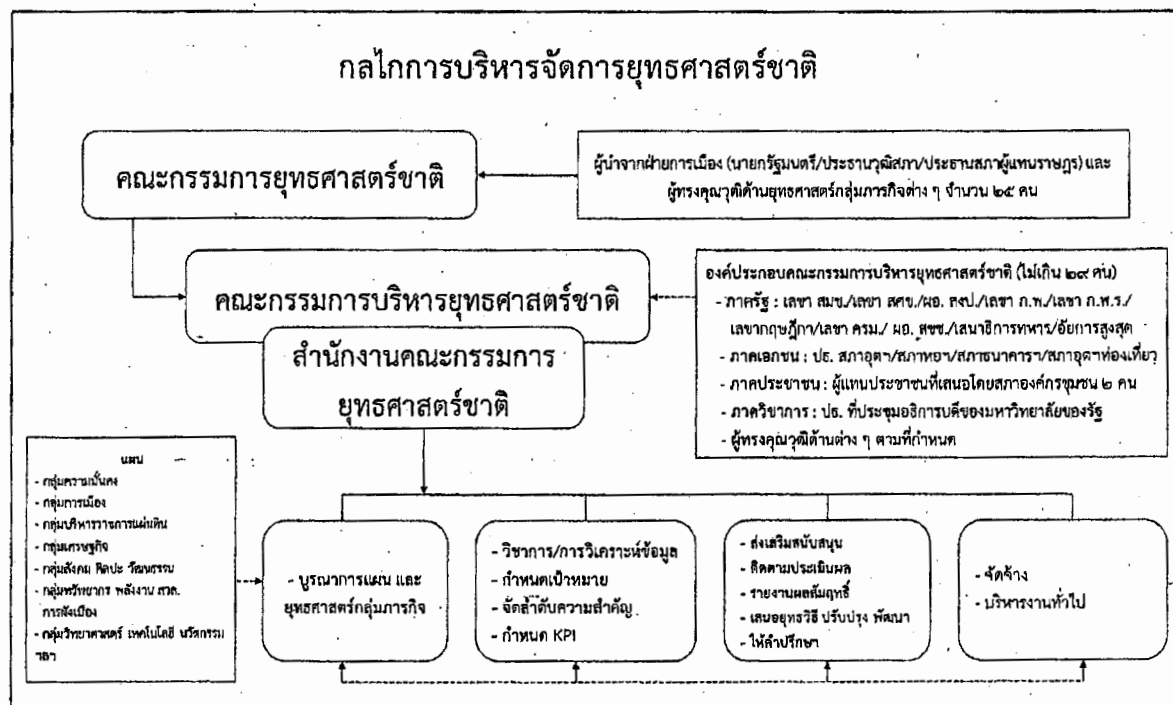 กลไกการบริหารจัดการยุทธศาสตร์ชาติ
คณะกรรมการยุทธศาสตร์ชาติ
ผู้นำจากฝ่ายการเมือง (นายกรัฐมนตรี/ประธานวุฒิสภา/ประธานสภาผู้แทนราษฎร) และ
ผู้ทรงคุณวุฒิด้านยุทธศาสตร์กลุ่มภารกิจต่าง ๆ จำนวน ๒๕ คน
คณะกรรมการบริหารยุทธศาสตร์ชาติ
สำนักงานคณะกรรมการ
ยุทธศาสตร์ชาติ
องค์ประกอบคณะกรรมการบริหารยุทธศาสตร์ชาติ (ไม่เกิน ๒๙ คน)
- ภาครัฐ : เลขา สมช./เลขา สศช./ผอ. สงป./เลขา ก.พ./เลขา ก.พ.ร./
เลขากฤษฎีกา/เลขา ครม./ ผอ. สขช./เสนาธิการทหาร/อัยการสูงสุด
- ภาคเอกชน : ปธ. สภาอุตฯ/สภาหอฯ/สภาธนาคารฯ/สภาอุตฯท่องเที่ยว
- ภาคประชาชน : ผู้แทนประชาชนที่เสนอโดยสภาองค์กรชุมชน ๒ คน
- ภาควิชาการ : ปธ. ที่ประชุมอธิการบดีของมหาวิทยาลัยของรัฐ
- ผู้ทรงคุณวุฒิด้านต่าง ๆ ตามที่กำหนด
แผน
- กลุ่มความมั่นคง
- กลุ่มการเมือง
- กลุ่มบริหารราชการแผ่นดิน
- กลุ่มเศรษฐกิจ
- กลุ่มสังคม ศิลปะ วัฒนธรรม
- กลุ่มทรัพยากร พลังงาน สวล.
การผังเมือง
- กลุ่มวิทยาศาสตร์ เทคโนโลยี นวัตกรรม
ฯลฯ
- บูรณาการแผน และ
ยุทธศาสตร์กลุ่มภารกิจ
- วิชาการ/การวิเคราะห์ข้อมูล
- กำหนดเป้าหมาย
- จัดลำดับความสำคัญ
- กำหนด KPI
- ส่งเสริมสนับสนุน
- ติดตามประเมินผล
- รายงานผลสัมฤทธิ์
- เสนอยุทธวิธี ปรับปรุง พัฒนา
- ให้คำปรึกษา
- จัดจ้าง
- บริหารงานทั่วไป